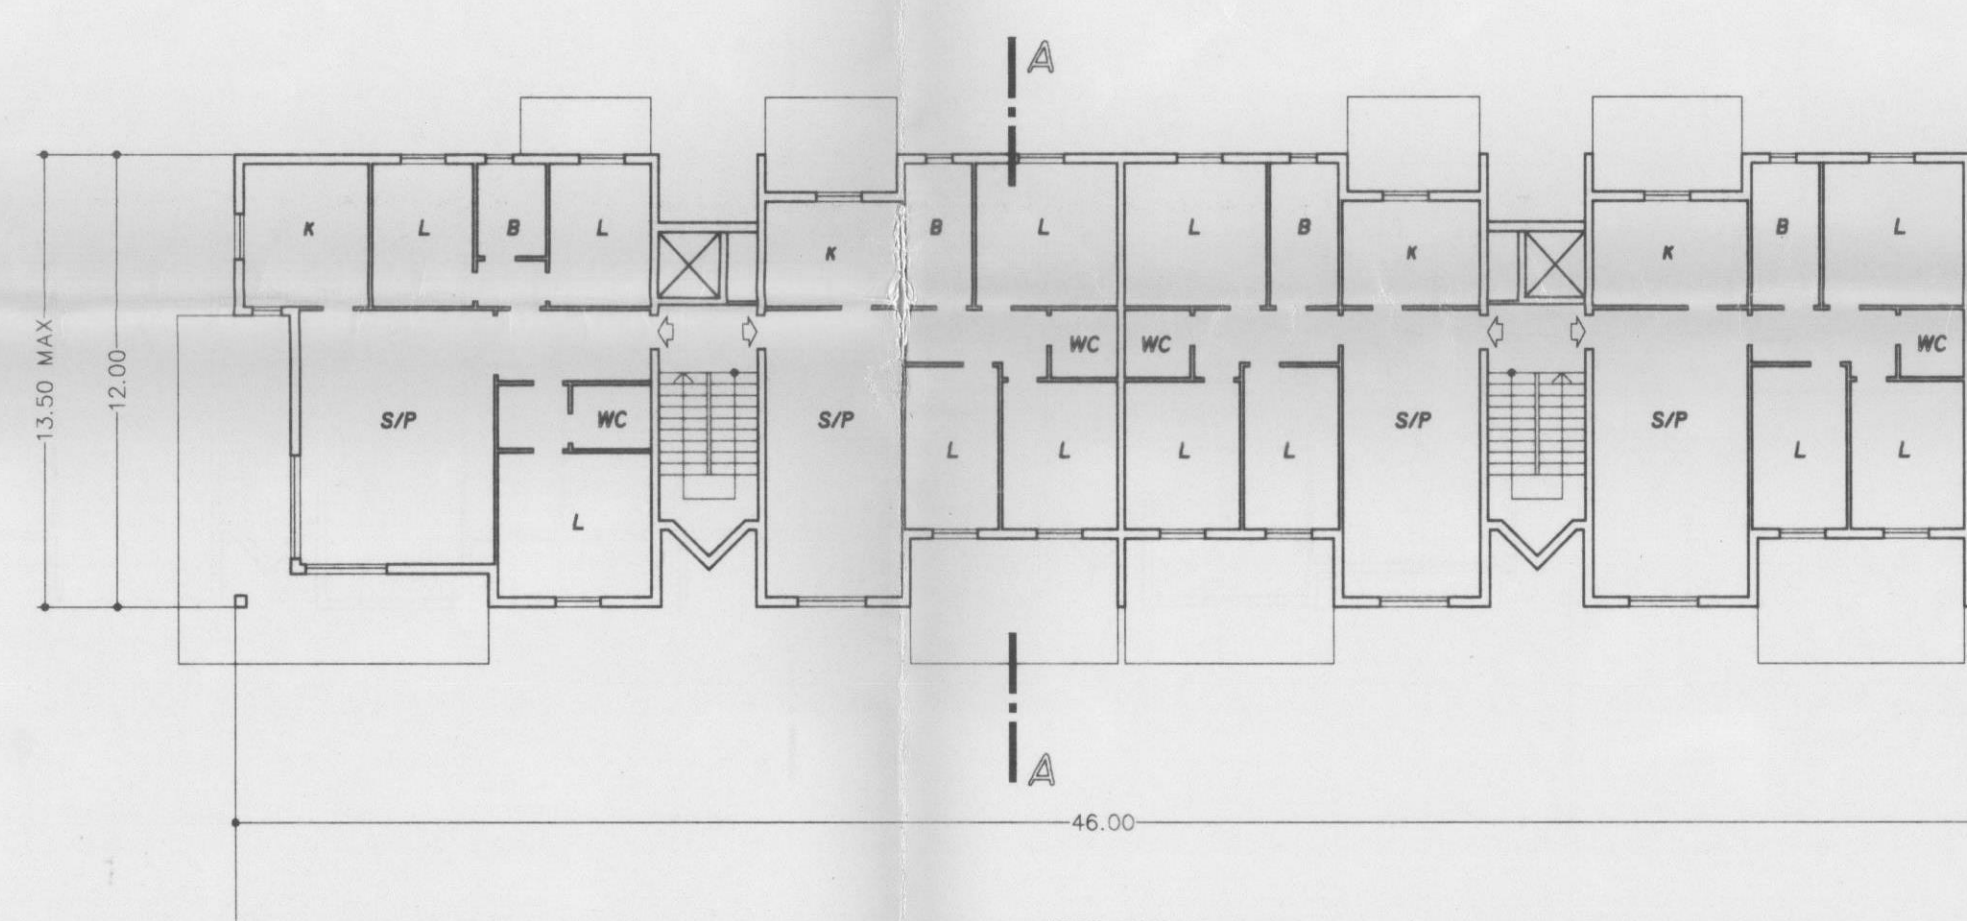 A
K L B L
K
B L
L B
K
K
B L
WC WC
WC
S/P WC
S/P
L L L L
S/P
S/P
L L
L
13.50 MAX
12.00
A
46.00